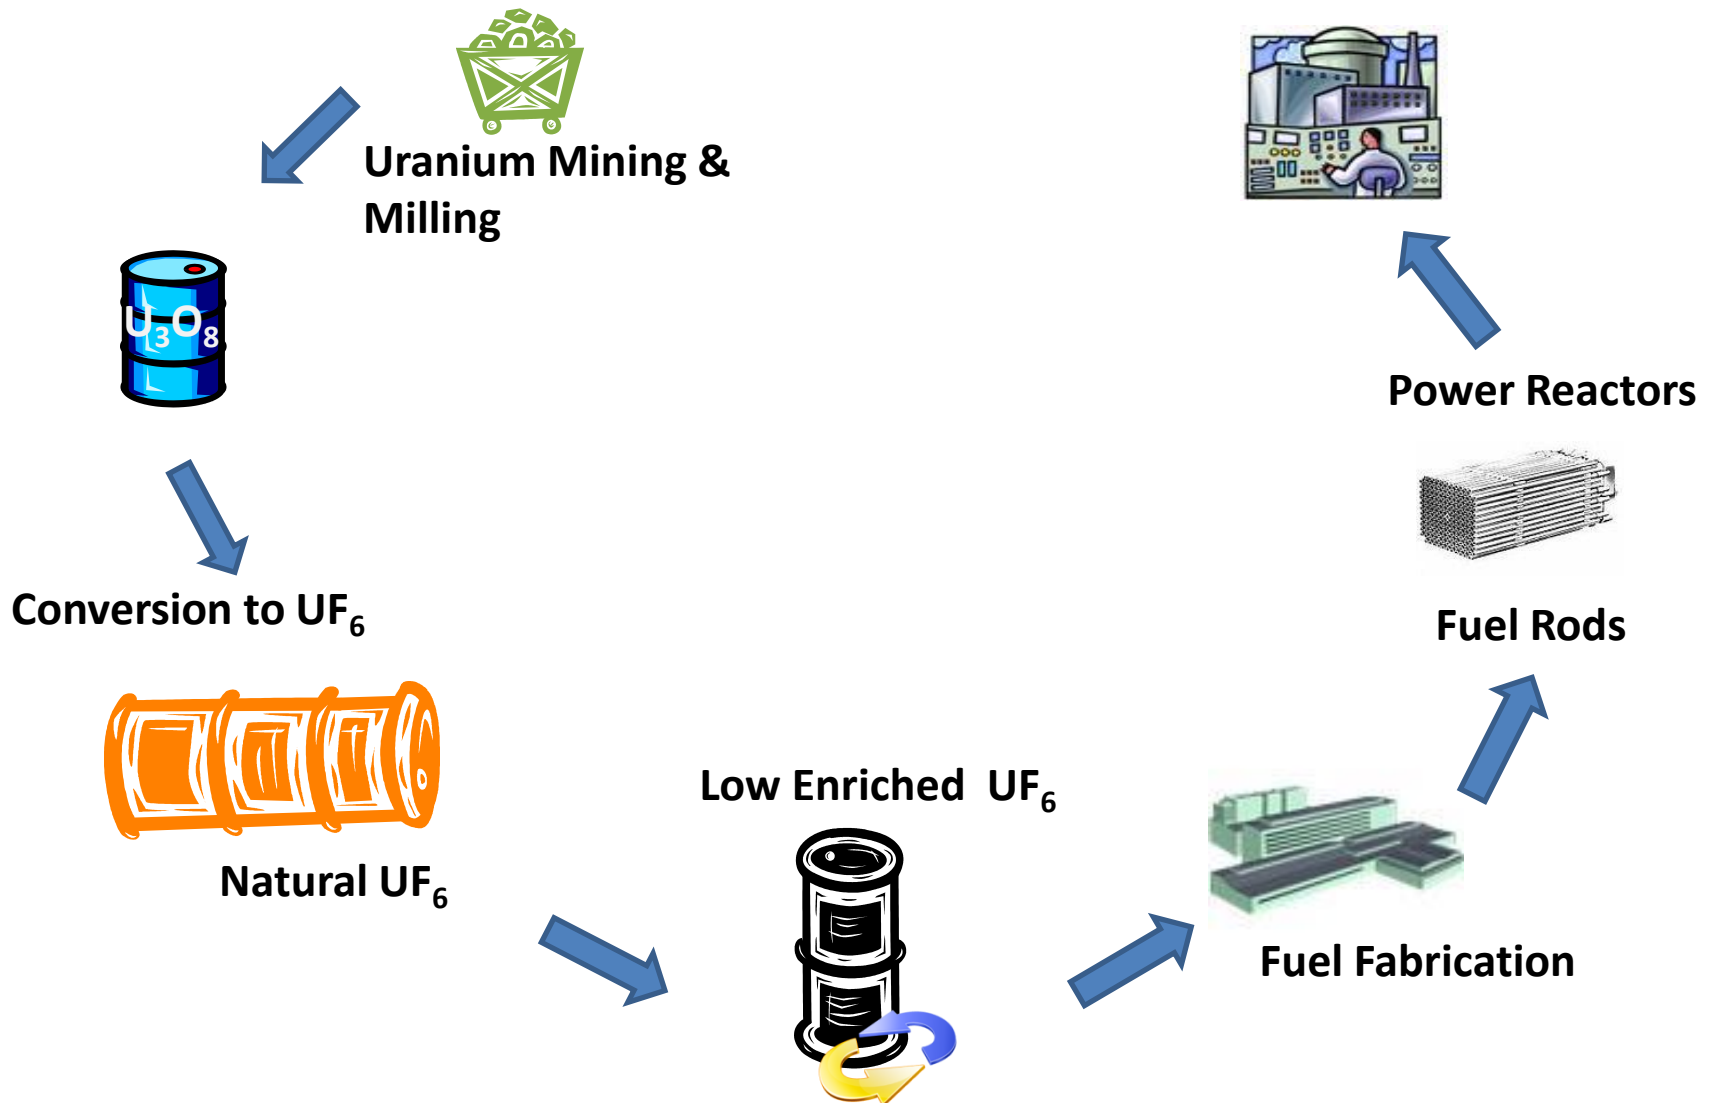 Uranium Mining &
Milling
U₃O₈
Conversion to UF₆
Natural UF₆
Low Enriched  UF₆
Fuel Fabrication
Fuel Rods
Power Reactors